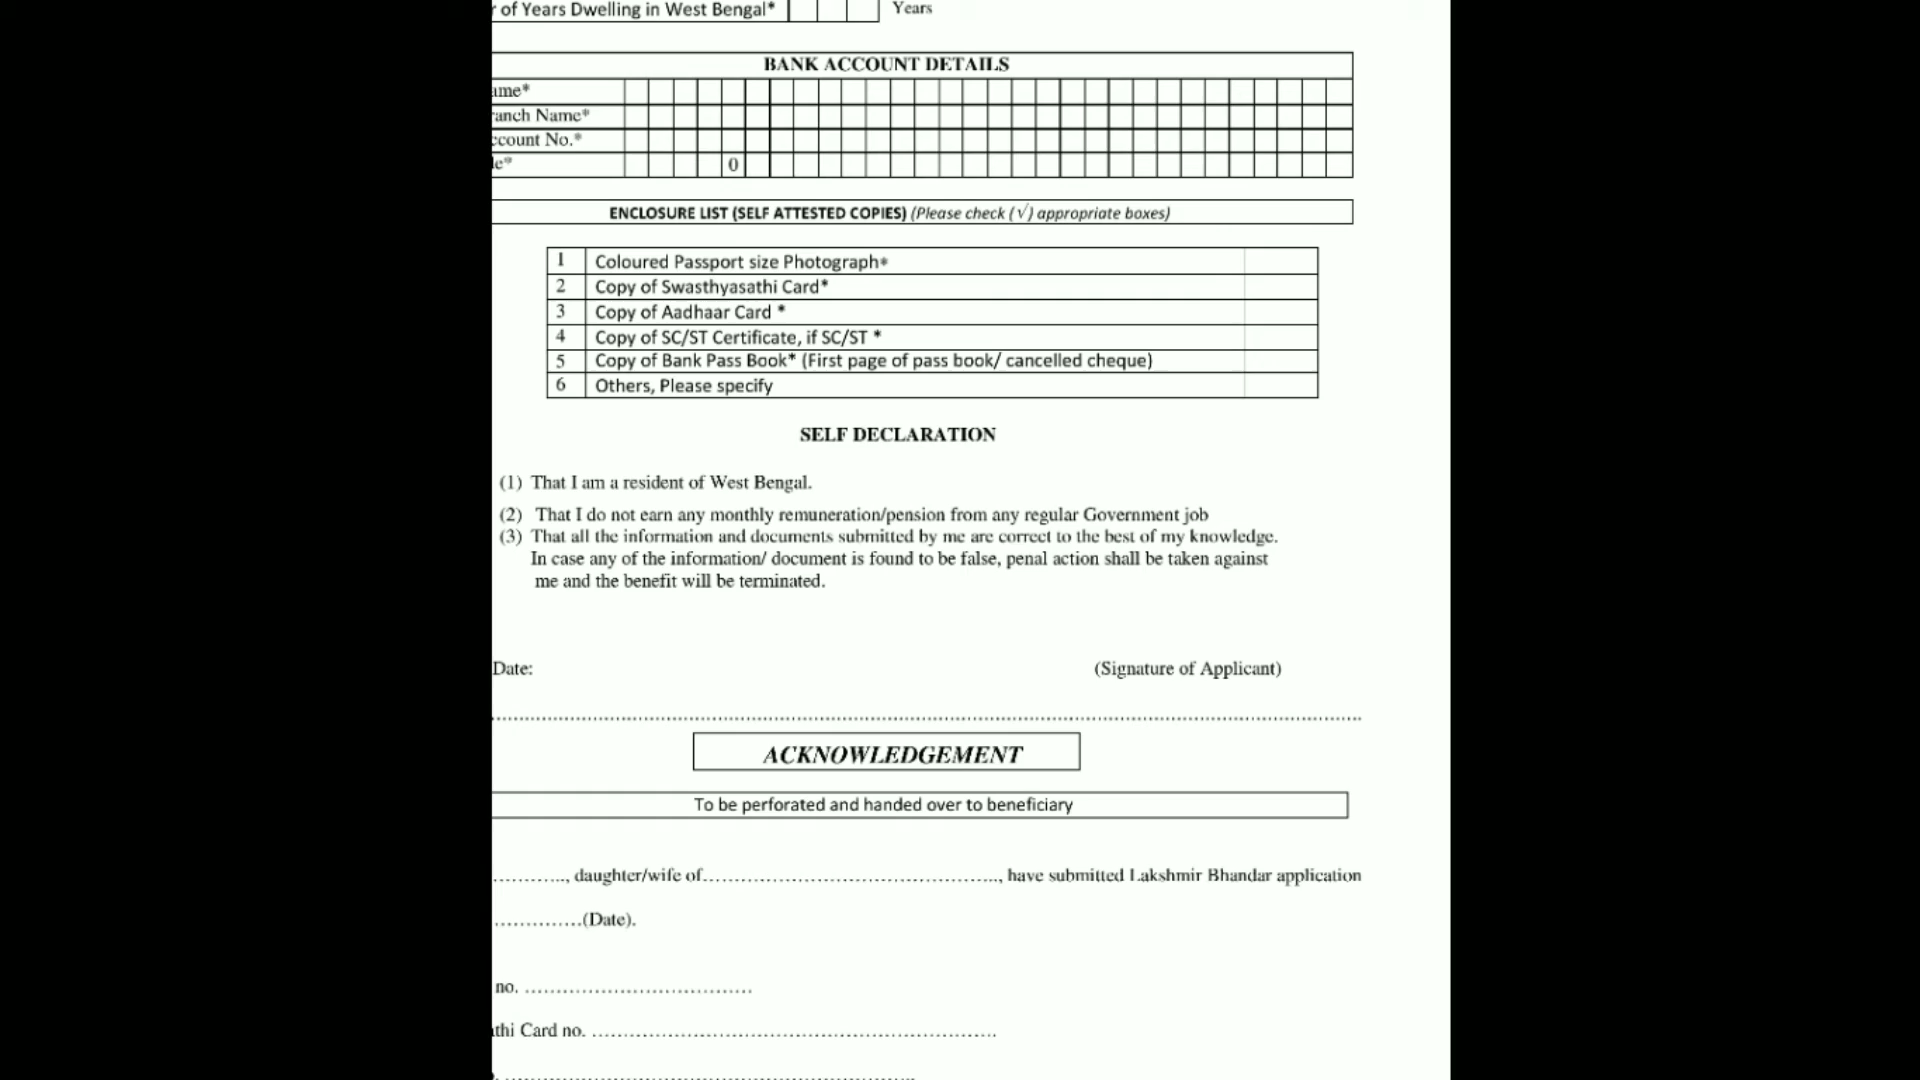 of Years Dwelling in West Bengal* Years
BANK ACCOUNT DETAILS
ame*
ranch Name*
ccount No.*
de* 0
ENCLOSURE LIST (SELF ATTESTED COPIES) (Please check (√) appropriate boxes)
1 Coloured Passport size Photograph*
2 Copy of Swasthyasathi Card*
3 Copy of Aadhaar Card *
4 Copy of SC/ST Certificate, if SC/ST *
5 Copy of Bank Pass Book* (First page of pass book/ cancelled cheque)
6 Others, Please specify
SELF DECLARATION
(1) That I am a resident of West Bengal.
(2) That I do not earn any monthly remuneration/pension from any regular Government job
(3) That all the information and documents submitted by me are correct to the best of my knowledge.
In case any of the information/ document is found to be false, penal action shall be taken against
me and the benefit will be terminated.
Date: (Signature of Applicant)
ACKNOWLEDGEMENT
To be perforated and handed over to beneficiary
…………., daughter/wife of……………………………………….., have submitted Lakshmir Bhandar application
…………..(Date).
no. ………………………………
thi Card no. …………………………………………………….